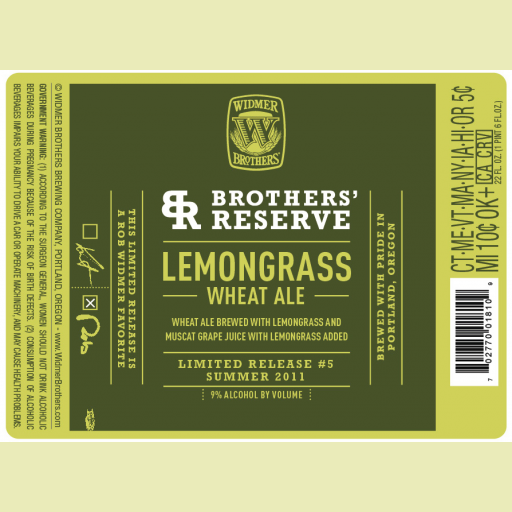 © WIDMER BROTHERS BREWING COMPANY, PORTLAND, OREGON - www.WidmerBrothers.com
GOVERNMENT WARNING: (1) ACCORDING TO THE SURGEON GENERAL, WOMEN SHOULD NOT DRINK ALCOHOLIC
BEVERAGES DURING PREGNANCY BECAUSE OF THE RISK OF BIRTH DEFECTS. (2) CONSUMPTION OF ALCOHOLIC
BEVERAGES IMPAIRS YOUR ABILITY TO DRIVE A CAR OR OPERATE MACHINERY, AND MAY CAUSE HEALTH PROBLEMS.
THIS LIMITED RELEASE IS
A ROB WIDMER FAVORITE
Kurt
Rob
WIDMER
W
BROTHERS
BR BROTHERS'
RESERVE
LEMONGRASS
WHEAT ALE
WHEAT ALE BREWED WITH LEMONGRASS AND
MUSCAT GRAPE JUICE WITH LEMONGRASS ADDED
LIMITED RELEASE #5
SUMMER 2011
9% ALCOHOL BY VOLUME
BREWED WITH PRIDE IN
PORTLAND, OREGON
CT·ME·VT·MA·NY·IA·HI·OR 5¢
MI 10¢ OK+ CA CRV
22 FL. OZ. (1 PINT 6 FL.OZ.)
7 02770 01810 9